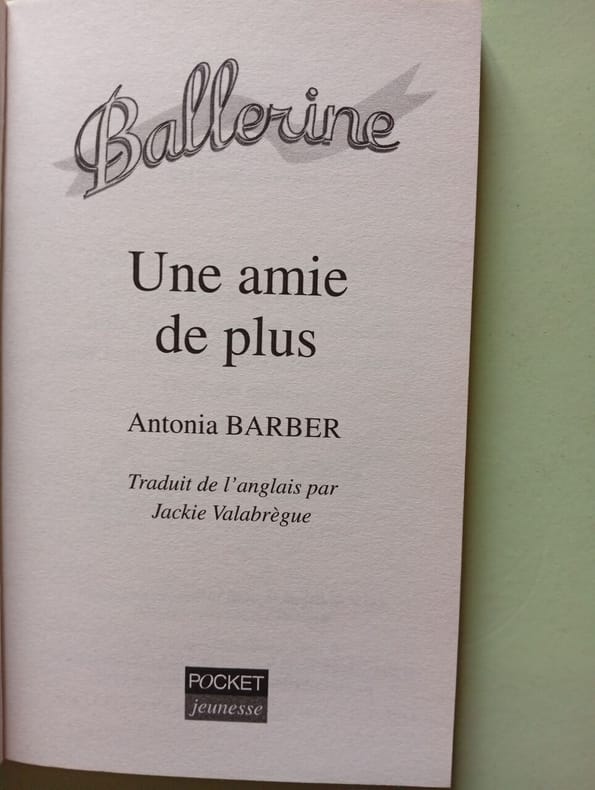 Ballerine
Une amie
de plus
Antonia BARBER
Traduit de l'anglais par
Jackie Valabrègue
POCKET
jeunesse